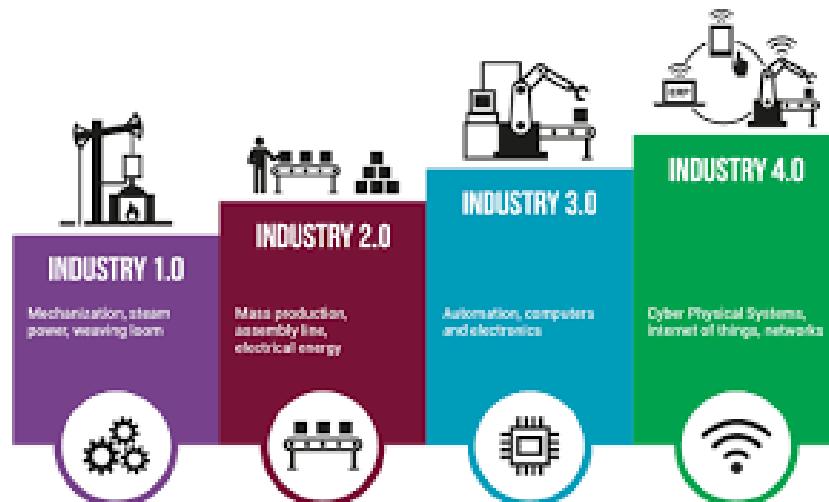 INDUSTRY 1.0
Mechanization, steam
power, weaving loom
INDUSTRY 2.0
Mass production,
assembly line,
electrical energy
INDUSTRY 3.0
Automation, computers
and electronics
ERP
INDUSTRY 4.0
Cyber Physical Systems,
internet of things, networks